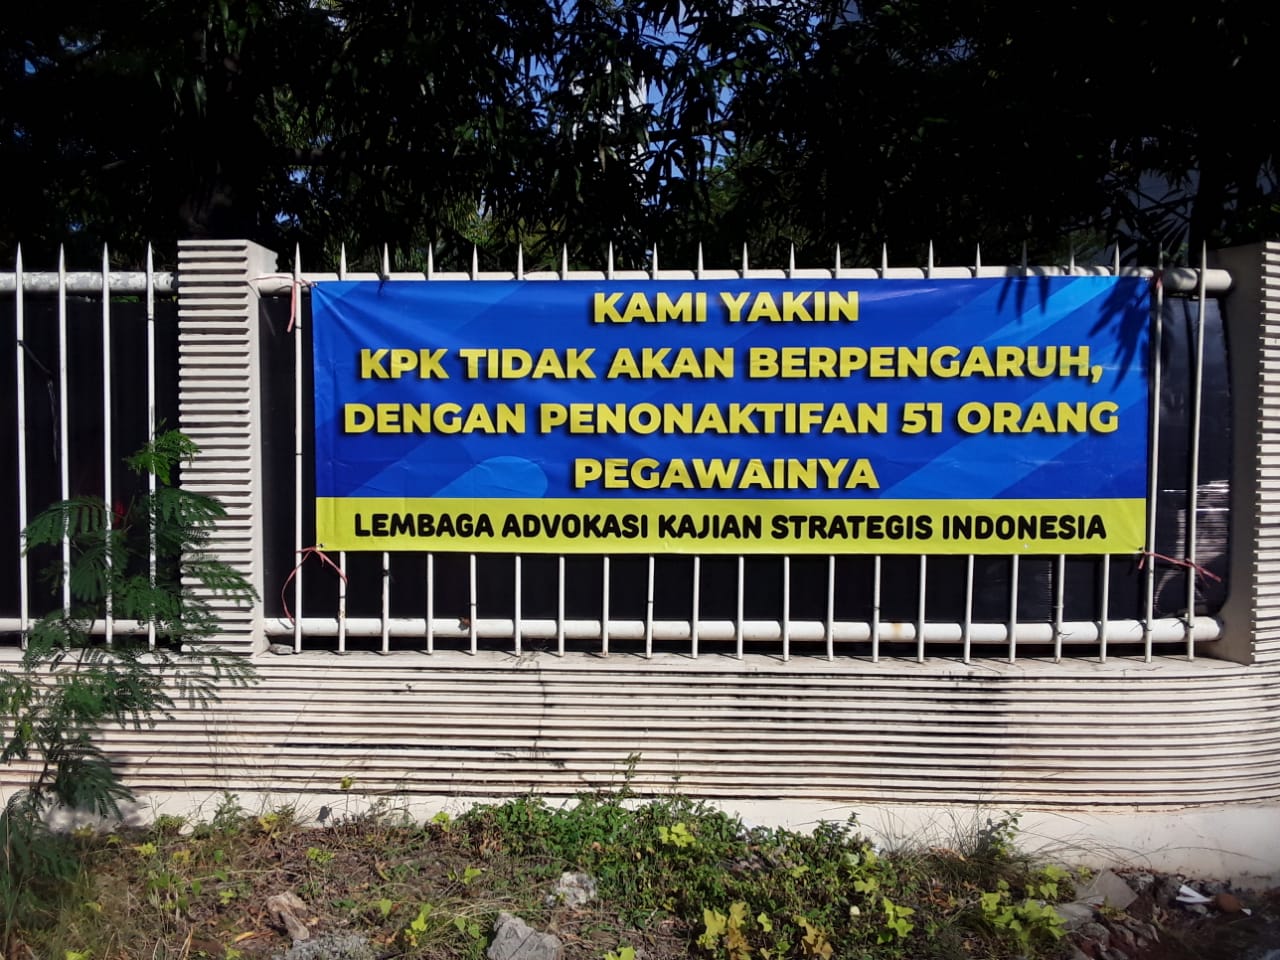 KAMI YAKIN
KPK TIDAK AKAN BERPENGARUH,
DENGAN PENONAKTIFAN 51 ORANG
PEGAWAINYA
LEMBAGA ADVOKASI KAJIAN STRATEGIS INDONESIA